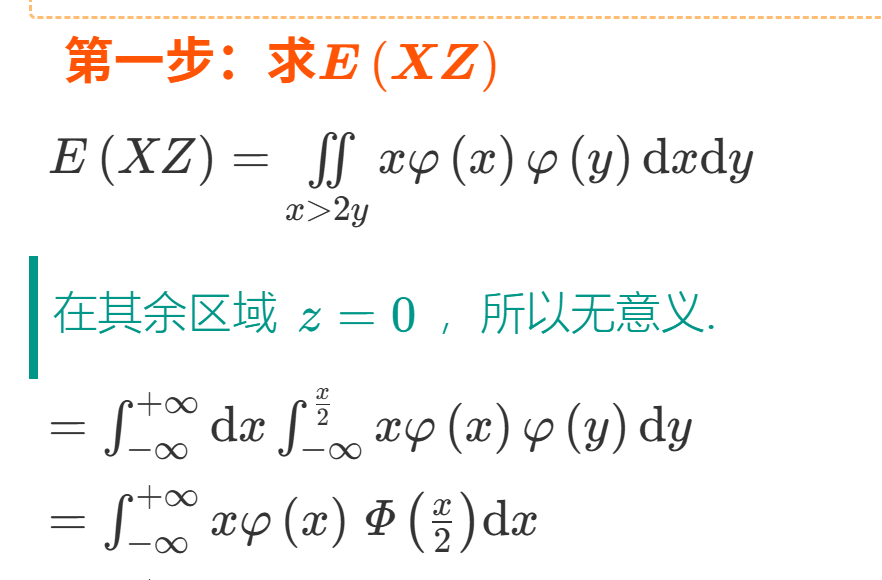 第一步：求E(XZ)
E(XZ) = ∬_{x>2y} xφ(x)φ(y)dxdy
在其余区域 z = 0 ，所以无意义.
= ∫_{-∞}^{+∞} dx ∫_{-∞}^{x/2} xφ(x)φ(y)dy
= ∫_{-∞}^{+∞} xφ(x) Φ(x/2)dx